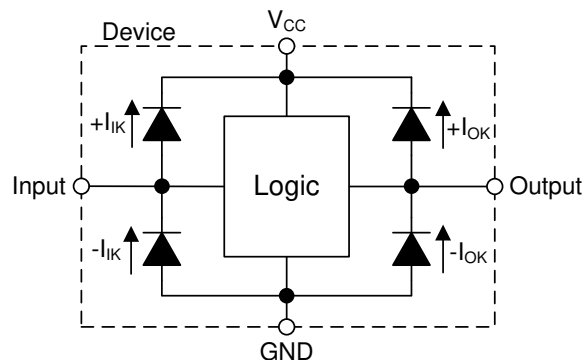 Device
V_CC
+I_IK
+I_OK
Input
Logic
Output
-I_IK
-I_OK
GND